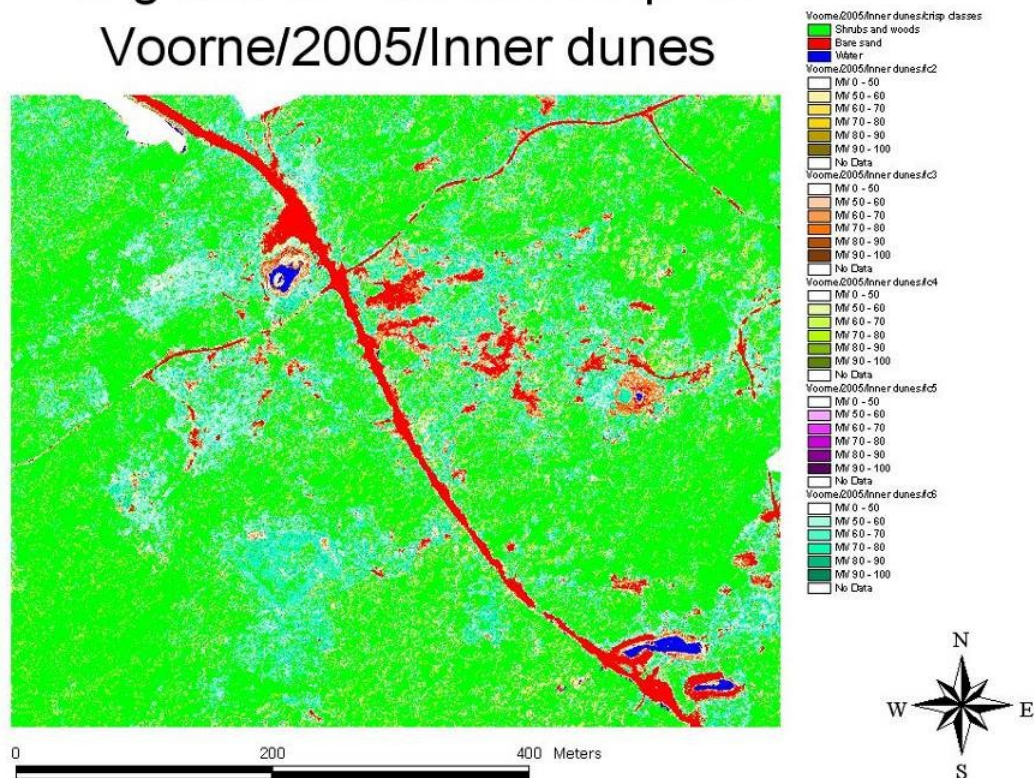 Voorne/2005/Inner dunes
Voorne/2005/Inner dunes/crisp classes
Shrubs and woods
Bare sand
Water
Voorne/2005/Inner dunes/fc2
MV 0 - 50
MV 50 - 60
MV 60 - 70
MV 70 - 80
MV 80 - 90
MV 90 - 100
No Data
Voorne/2005/Inner dunes/fc3
MV 0 - 50
MV 50 - 60
MV 60 - 70
MV 70 - 80
MV 80 - 90
MV 90 - 100
No Data
Voorne/2005/Inner dunes/fc4
MV 0 - 50
MV 50 - 60
MV 60 - 70
MV 70 - 80
MV 80 - 90
MV 90 - 100
No Data
Voorne/2005/Inner dunes/fc5
MV 0 - 50
MV 50 - 60
MV 60 - 70
MV 70 - 80
MV 80 - 90
MV 90 - 100
No Data
Voorne/2005/Inner dunes/fc6
MV 0 - 50
MV 50 - 60
MV 60 - 70
MV 70 - 80
MV 80 - 90
MV 90 - 100
No Data
N
W E
S
0 200 400 Meters